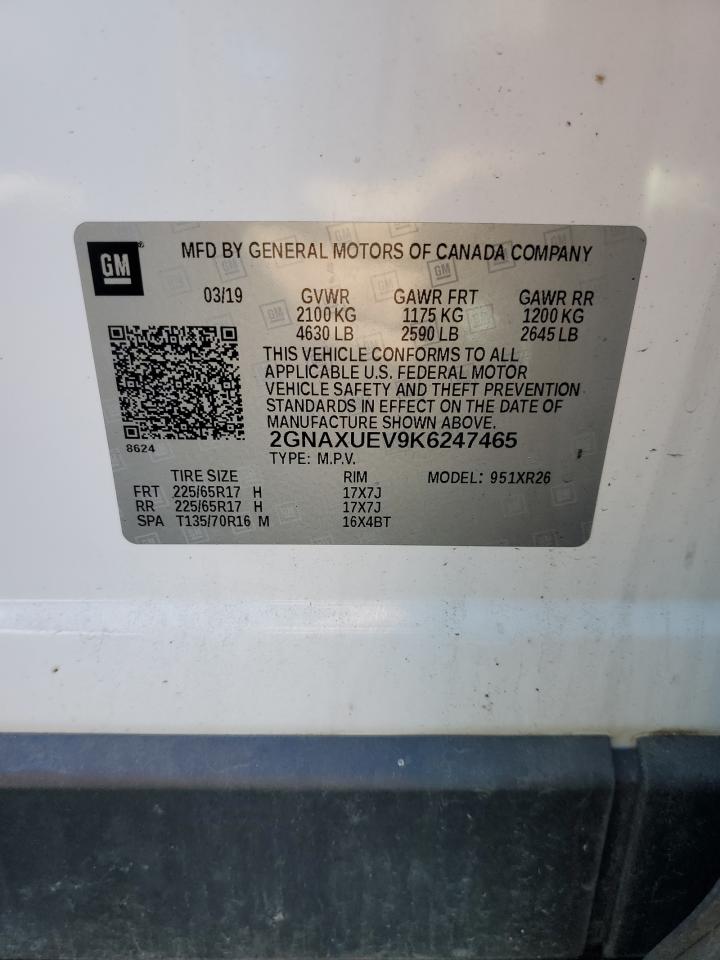 GM ® MFD BY GENERAL MOTORS OF CANADA COMPANY
03/19 GVWR GAWR FRT GAWR RR
2100 KG 1175 KG 1200 KG
4630 LB 2590 LB 2645 LB
THIS VEHICLE CONFORMS TO ALL
APPLICABLE U.S. FEDERAL MOTOR
VEHICLE SAFETY AND THEFT PREVENTION
STANDARDS IN EFFECT ON THE DATE OF
MANUFACTURE SHOWN ABOVE.
2GNAXUEV9K6247465
8624
TYPE: M.P.V.
TIRE SIZE RIM MODEL: 951XR26
FRT 225/65R17 H 17X7J
RR 225/65R17 H 17X7J
SPA T135/70R16 M 16X4BT